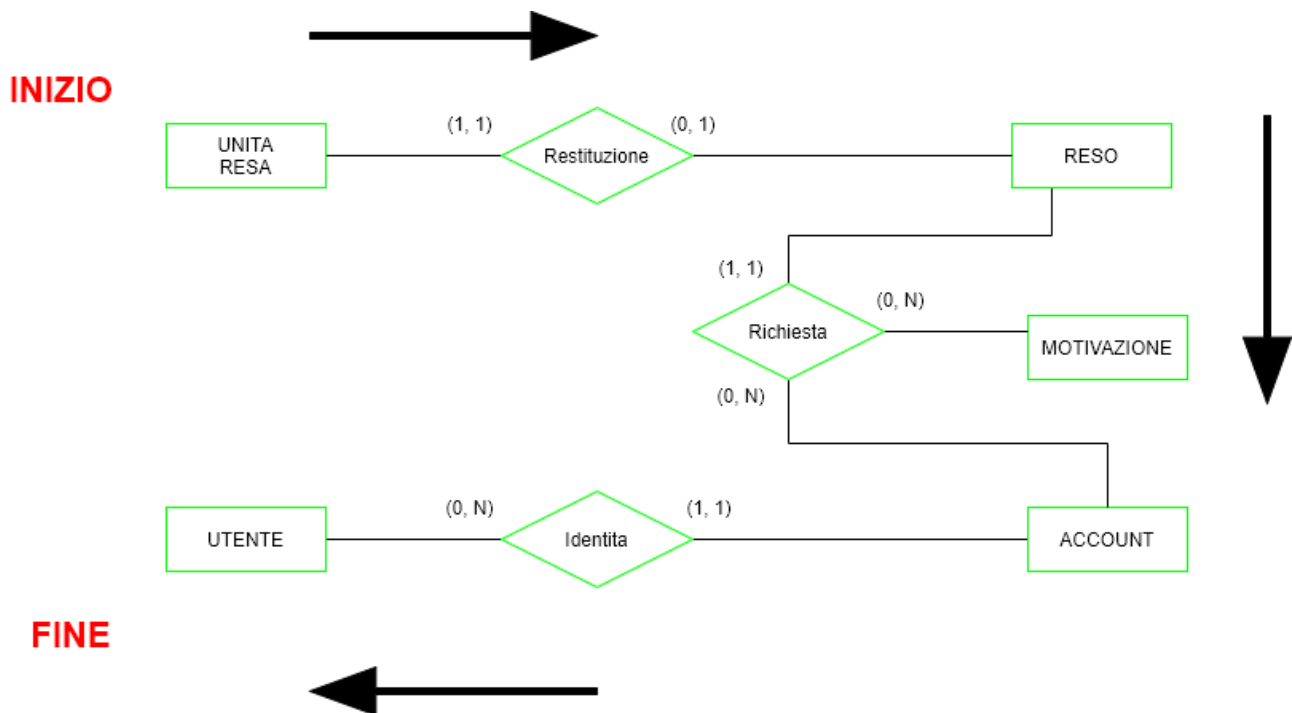 INIZIO
(1, 1)
(0, 1)
UNITA
RESA
Restituzione
RESO
(1, 1)
(0, N)
Richiesta
MOTIVAZIONE
(0, N)
(0, N)
(1, 1)
UTENTE
Identita
ACCOUNT
FINE